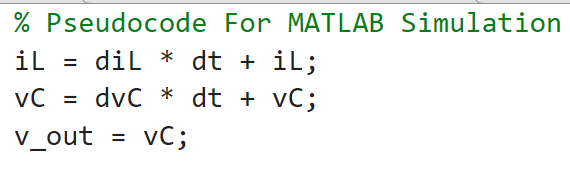 % Pseudocode For MATLAB Simulation
iL = diL * dt + iL;
vC = dvC * dt + vC;
v_out = vC;